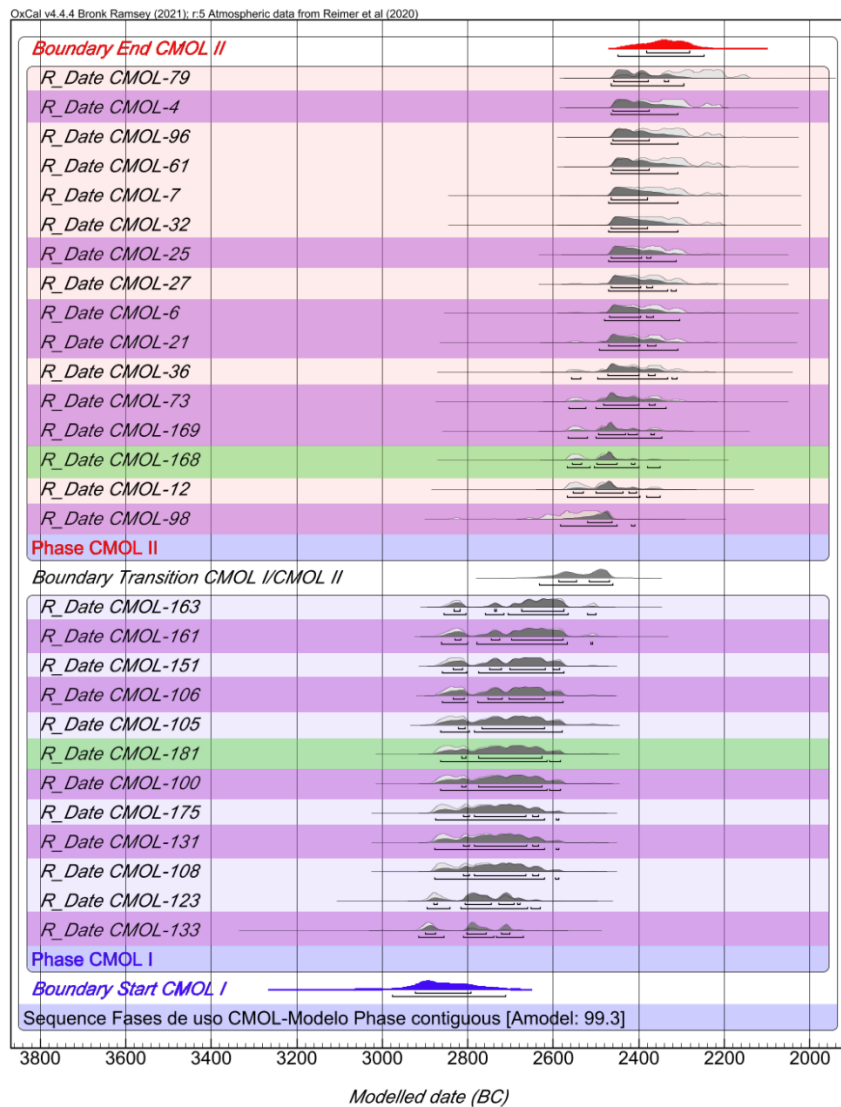 OxCal v4.4.4 Bronk Ramsey (2021); r:5 Atmospheric data from Reimer et al (2020)
Boundary End CMOL II
R_Date CMOL-79
R_Date CMOL-4
R_Date CMOL-96
R_Date CMOL-61
R_Date CMOL-7
R_Date CMOL-32
R_Date CMOL-25
R_Date CMOL-27
R_Date CMOL-6
R_Date CMOL-21
R_Date CMOL-36
R_Date CMOL-73
R_Date CMOL-169
R_Date CMOL-168
R_Date CMOL-12
R_Date CMOL-98
Phase CMOL II
Boundary Transition CMOL I/CMOL II
R_Date CMOL-163
R_Date CMOL-161
R_Date CMOL-151
R_Date CMOL-106
R_Date CMOL-105
R_Date CMOL-181
R_Date CMOL-100
R_Date CMOL-175
R_Date CMOL-131
R_Date CMOL-108
R_Date CMOL-123
R_Date CMOL-133
Phase CMOL I
Boundary Start CMOL I
Sequence Fases de uso CMOL-Modelo Phase contiguous [Amodel: 99.3]
3800 3600 3400 3200 3000 2800 2600 2400 2200 2000
Modelled date (BC)